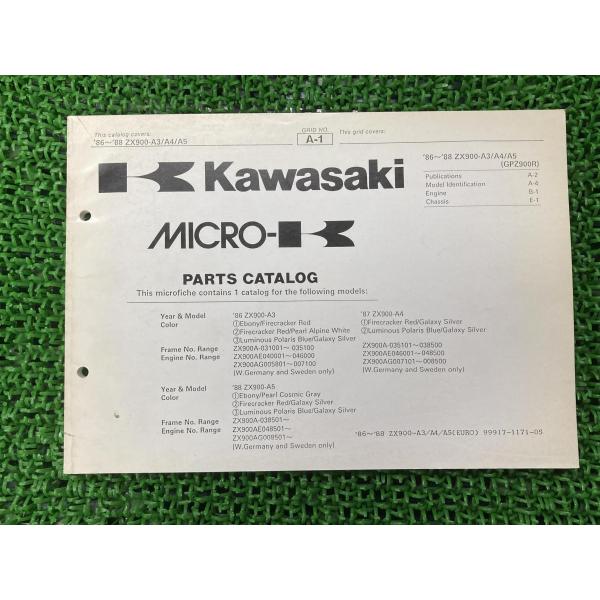 This catalog covers:
'86～'88 ZX900-A3/A4/A5
GRID NO.
A-1
This grid covers:
'86～'88 ZX900-A3/A4/A5
(GPZ900R)
Publications A-2
Model Identification A-4
Engine B-1
Chassis E-1
Kawasaki
MICRO-K
PARTS CATALOG
This microfiche contains 1 catalog for the following models:
Year & Model '86 ZX900-A3
Color ①Ebony/Firecracker Red
②Firecracker Red/Pearl Alpine White
③Luminous Polaris Blue/Galaxy Silver
Frame No. Range ZX900A-031001～035100
Engine No. Range ZX900AE040001～046000
ZX900AG005801～007100
(W.Germany and Sweden only)
'87 ZX900-A4
①Firecracker Red/Galaxy Silver
②Luminous Polaris Blue/Galaxy Silver
ZX900A-035101～038500
ZX900AE046001～048500
ZX900AG007101～008500
(W.Germany and Sweden only)
Year & Model '88 ZX900-A5
Color ①Ebony/Pearl Cosmic Gray
②Firecracker Red/Galaxy Silver
③Luminous Polaris Blue/Galaxy Silver
Frame No. Range ZX900A-038501～
Engine No. Range ZX900AE048501～
ZX900AG008501～
(W.Germany and Sweden only)
'86～'88 ZX900-A3/A4/A5(EURO) 99917-1171-05